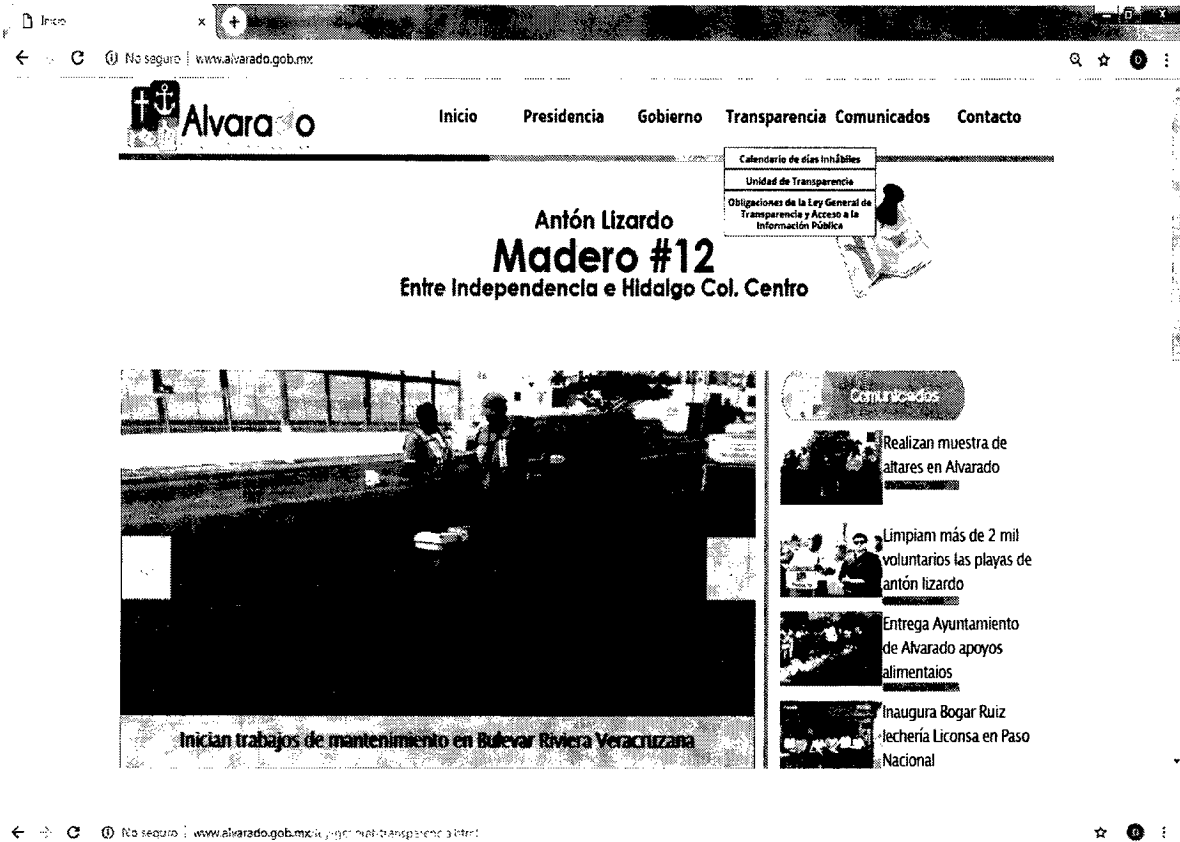 Inicio
No seguro | www.alvarado.gob.mx
Alvarado
Inicio Presidencia Gobierno Transparencia Comunicados Contacto
Calendario de días Inhábiles
Unidad de Transparencia
Obligaciones de la Ley General de
Transparencia y Acceso a la
Información Pública
Antón Lizardo
Madero #12
Entre Independencia e Hidalgo Col. Centro
Comunicados
Realizan muestra de
altares en Alvarado
Limpiam más de 2 mil
voluntarios las playas de
antón lizardo
Entrega Ayuntamiento
de Alvarado apoyos
alimentaios
Inaugura Bogar Ruiz
lechería Liconsa en Paso
Nacional
Inician trabajos de mantenimiento en Bulevar Riviera Veracruzana
No seguro | www.alvarado.gob.mx